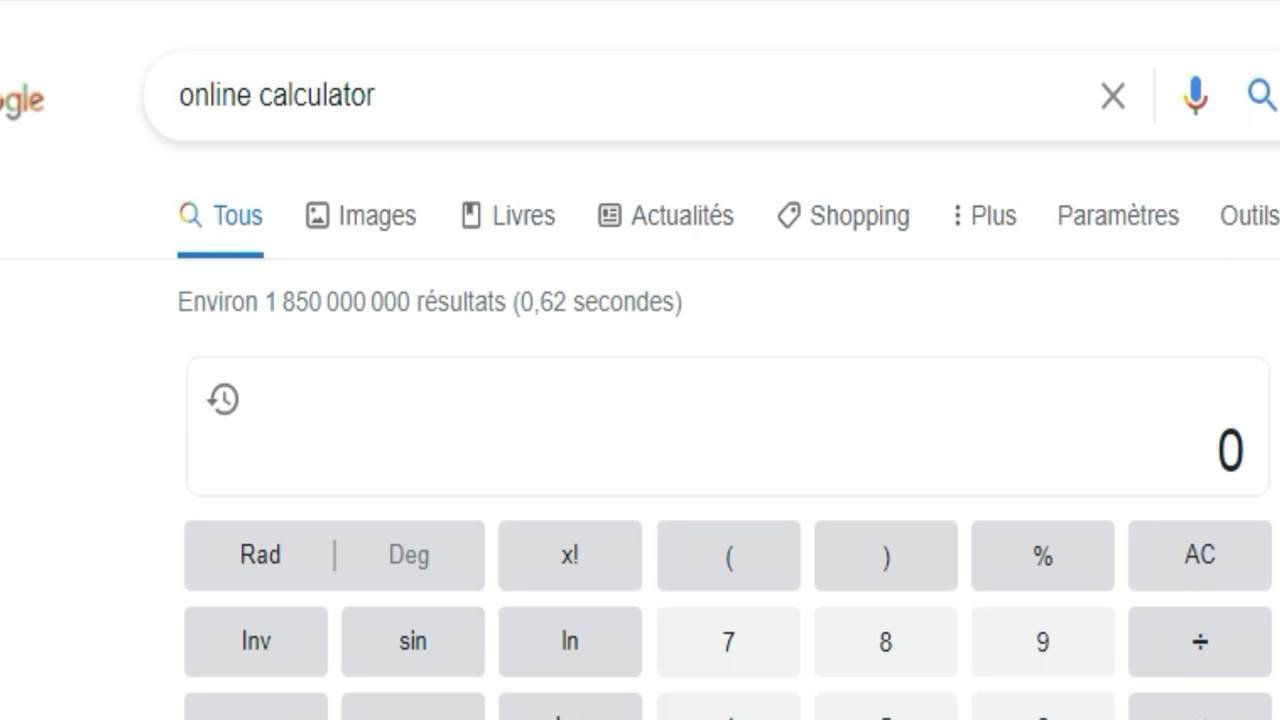 ogle
online calculator
Tous Images Livres Actualités Shopping Plus Paramètres Outils
Environ 1 850 000 000 résultats (0,62 secondes)
0
Rad | Deg x! ( ) % AC
Inv sin ln 7 8 9 ÷